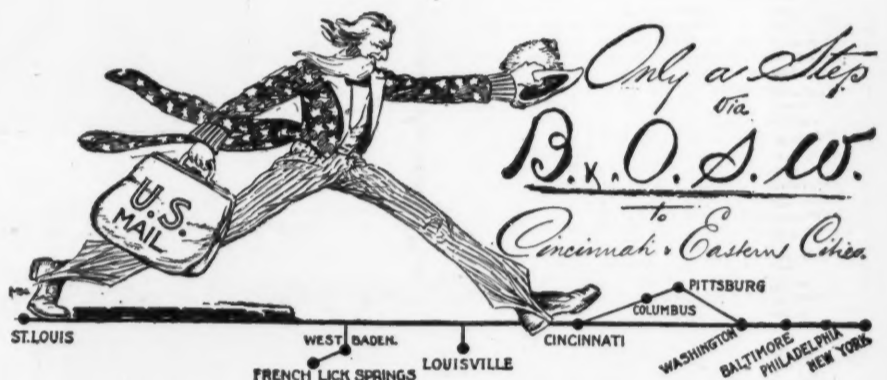 Only a Step
via
B. & O. S. W.
to
Cincinnati & Eastern Cities.
U.S.
MAIL
PITTSBURG
COLUMBUS
ST. LOUIS
WEST BADEN.
CINCINNATI
FRENCH LICK SPRINGS
LOUISVILLE
WASHINGTON
BALTIMORE
PHILADELPHIA
NEW YORK